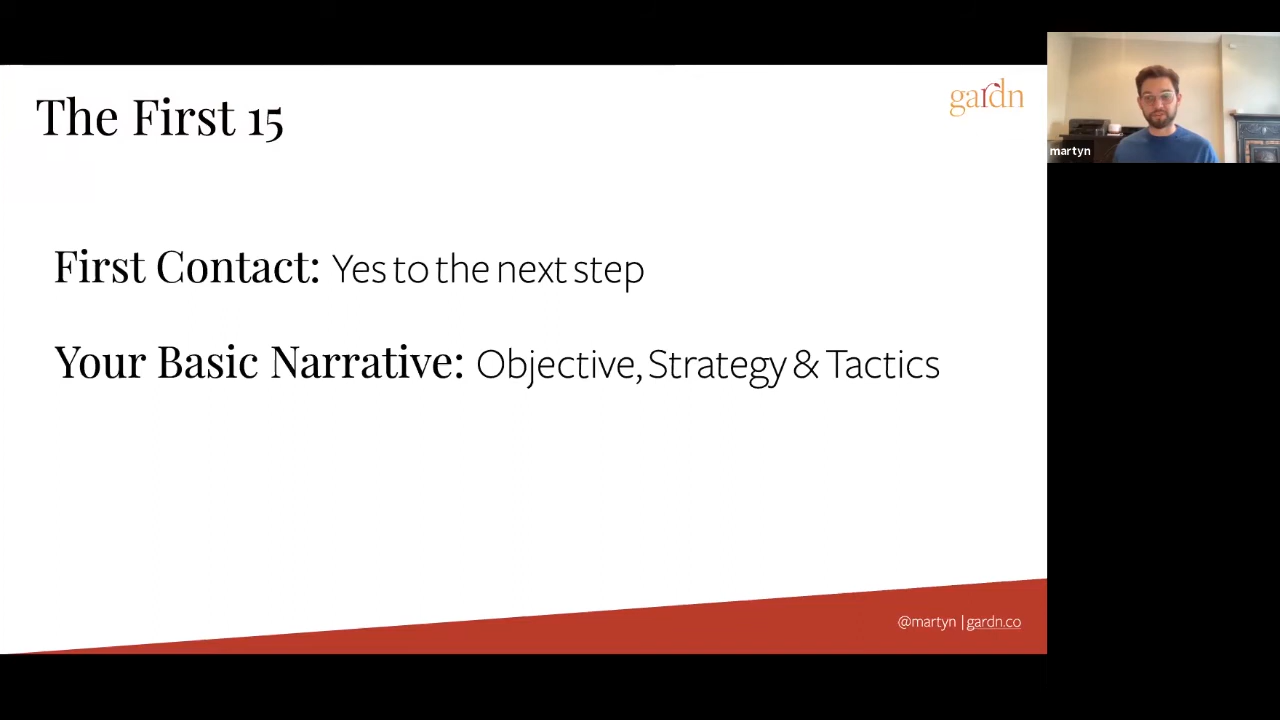 The First 15
gardn
martyn
First Contact: Yes to the next step
Your Basic Narrative: Objective, Strategy & Tactics
@martyn | gardn.co